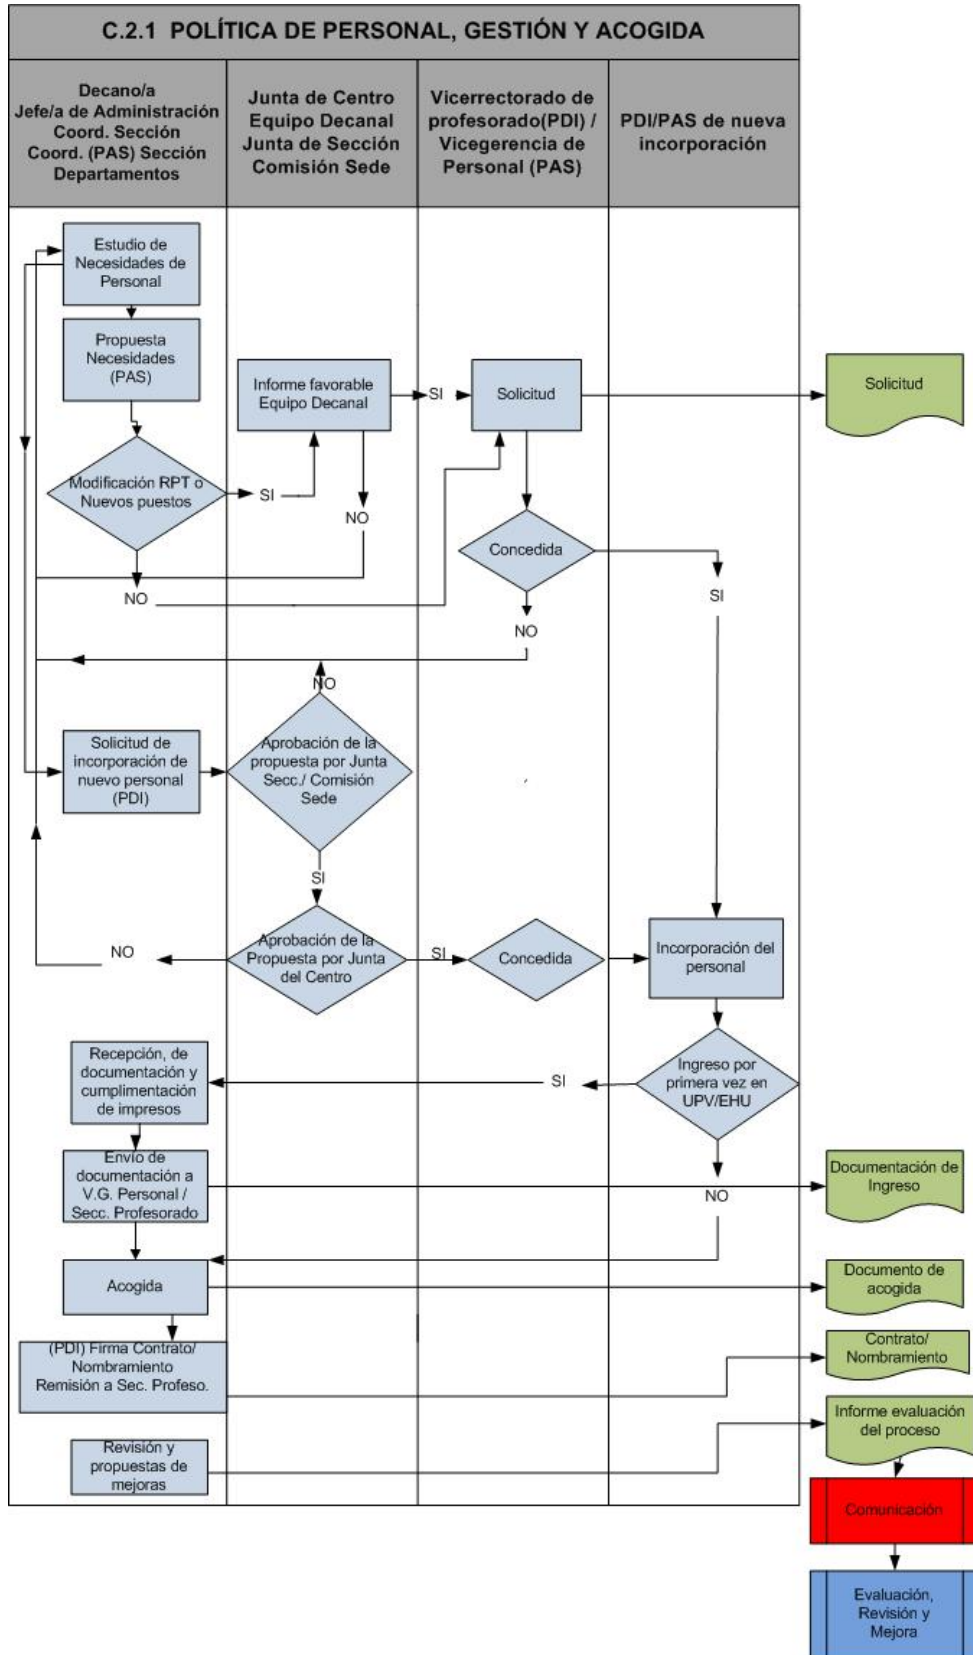 C.2.1 POLÍTICA DE PERSONAL, GESTIÓN Y ACOGIDA
Decano/a
Jefe/a de Administración
Coord. Sección
Coord. (PAS) Sección
Departamentos
Junta de Centro
Equipo Decanal
Junta de Sección
Comisión Sede
Vicerrectorado de
profesorado(PDI) /
Vicegerencia de
Personal (PAS)
PDI/PAS de nueva
incorporación
Estudio de
Necesidades de
Personal
Propuesta
Necesidades
(PAS)
Informe favorable
Equipo Decanal
SI
Solicitud
Solicitud
Modificación RPT o
Nuevos puestos
SI
NO
Concedida
NO
SI
NO
NO
Solicitud de
incorporación de
nuevo personal
(PDI)
Aprobación de la
propuesta por Junta
Secc./ Comisión
Sede
SI
NO
Aprobación de la
Propuesta por Junta
del Centro
SI
Concedida
Incorporación del
personal
Recepción, de
documentación y
cumplimentación
de impresos
SI
Ingreso por
primera vez en
UPV/EHU
NO
Envío de
documentación a
V.G. Personal /
Secc. Profesorado
Documentación de
Ingreso
Acogida
Documento de
acogida
(PDI) Firma Contrato/
Nombramiento
Remisión a Sec. Profeso.
Contrato/
Nombramiento
Revisión y
propuestas de
mejoras
Informe evaluación
del proceso
Comunicación
Evaluación,
Revisión y
Mejora